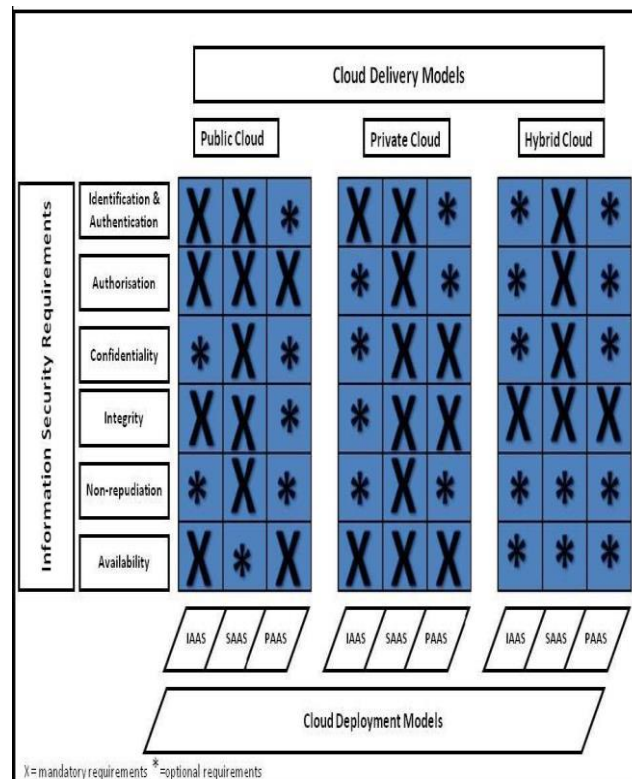 Cloud Delivery Models
Public Cloud Private Cloud Hybrid Cloud
Information Security Requirements
Identification &
Authentication
X X * X X * * X *
Authorisation
X X X * X * * X *
Confidentiality
* X * * X X * X *
Integrity
X X * * X X X X X
Non-repudiation
* X * * X * * * *
Availability
X * X X X X * * *
IAAS SAAS PAAS IAAS SAAS PAAS IAAS SAAS PAAS
Cloud Deployment Models
X = mandatory requirements * =optional requirements